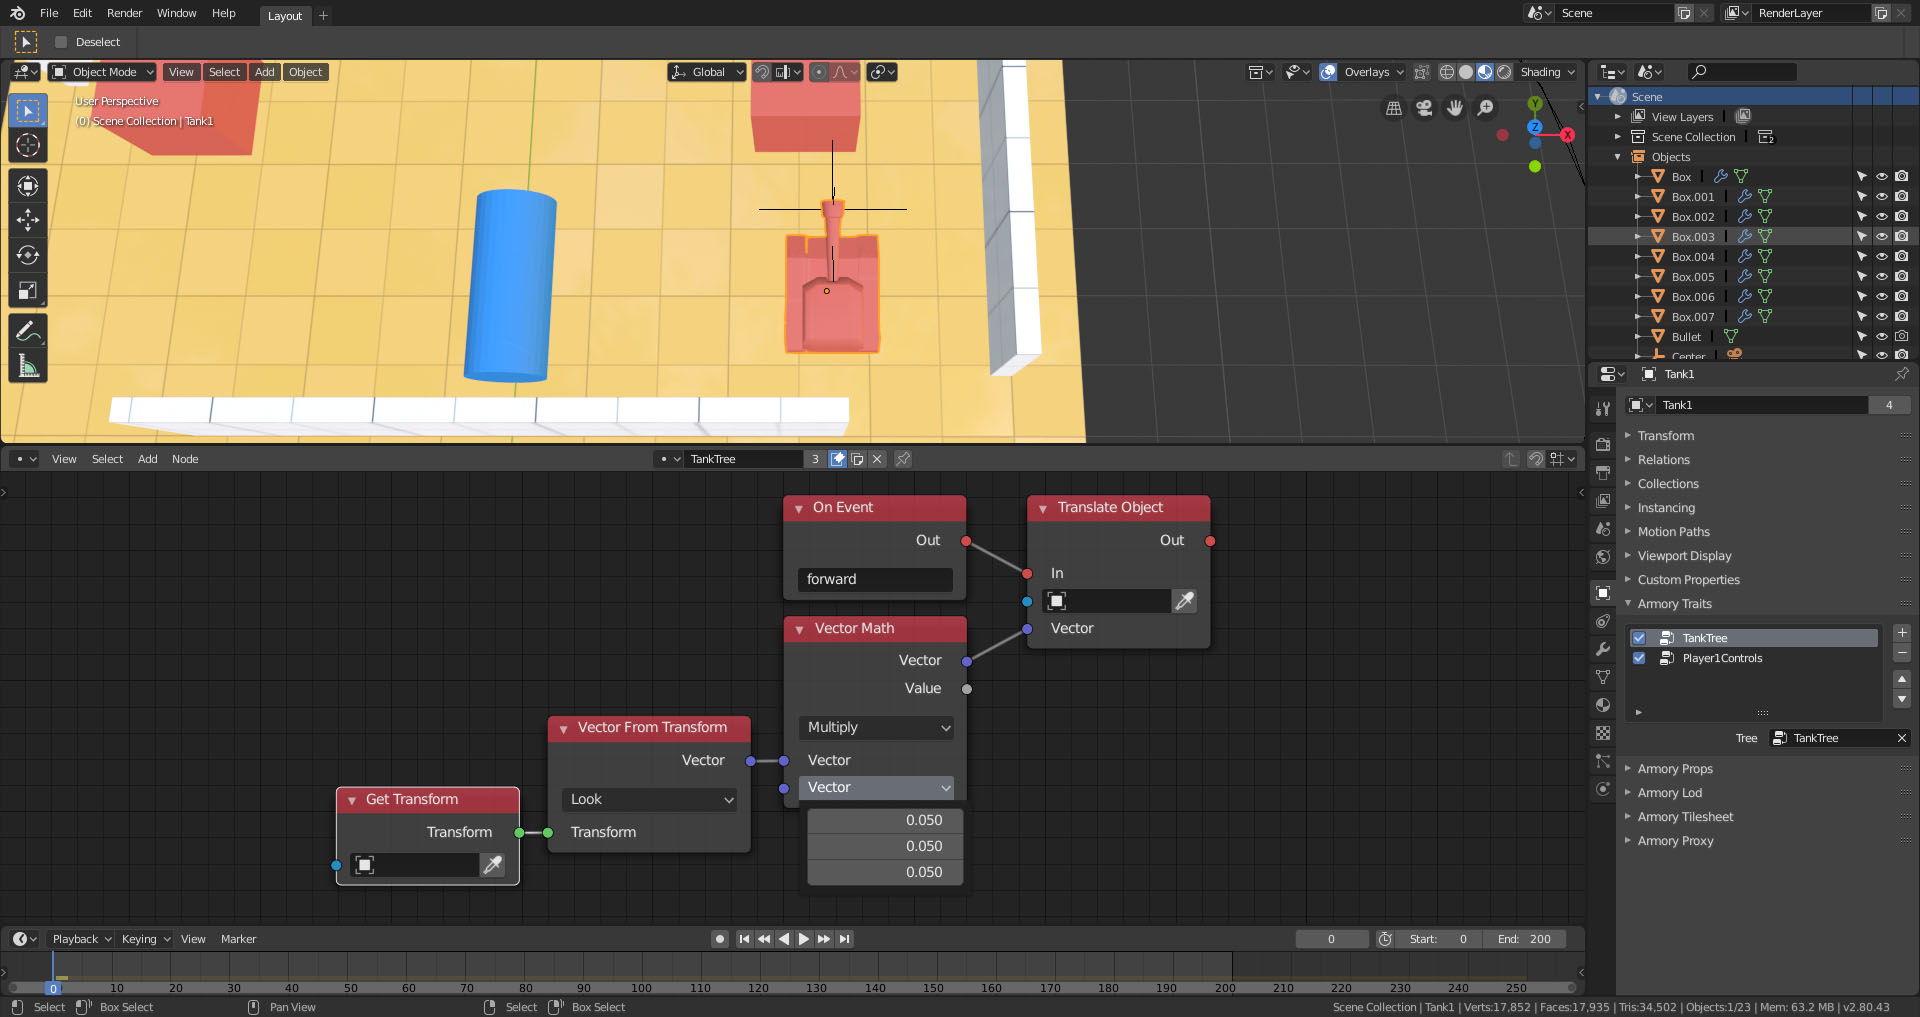 File Edit Render Window Help Layout + Scene RenderLayer
Deselect
Object Mode View Select Add Object Global Overlays Shading
User Perspective
(0) Scene Collection | Tank1
Y
Z
X
Scene
View Layers
Scene Collection 2
Objects
Box
Box.001
Box.002
Box.003
Box.004
Box.005
Box.006
Box.007
Bullet
Center
View Select Add Node TankTree 3
On Event
Out
forward
Translate Object
Out
In
Vector
Vector Math
Vector
Value
Multiply
Vector
Vector
0.050
0.050
0.050
Vector From Transform
Vector
Look
Transform
Get Transform
Transform
Tank1
Tank1 4
Transform
Relations
Collections
Instancing
Motion Paths
Viewport Display
Custom Properties
Armory Traits
TankTree
Player1Controls
Tree TankTree
Armory Props
Armory Lod
Armory Tilesheet
Armory Proxy
Playback Keying View Marker 0 Start: 0 End: 200
0 10 20 30 40 50 60 70 80 90 100 110 120 130 140 150 160 170 180 190 200 210 220 230 240 250
Select Box Select Pan View Select Box Select Scene Collection | Tank1 | Verts:17,852 | Faces:17,935 | Tris:34,502 | Objects:1/23 | Mem: 63.2 MB | v2.80.43